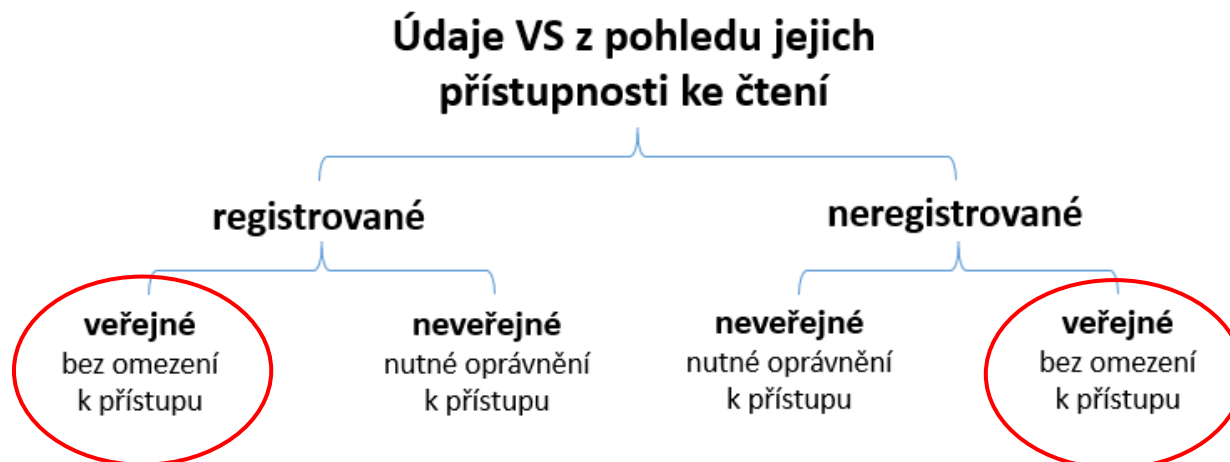 Údaje VS z pohledu jejich
přístupnosti ke čtení
registrované
neregistrované
veřejné
bez omezení
k přístupu
neveřejné
nutné oprávnění
k přístupu
neveřejné
nutné oprávnění
k přístupu
veřejné
bez omezení
k přístupu